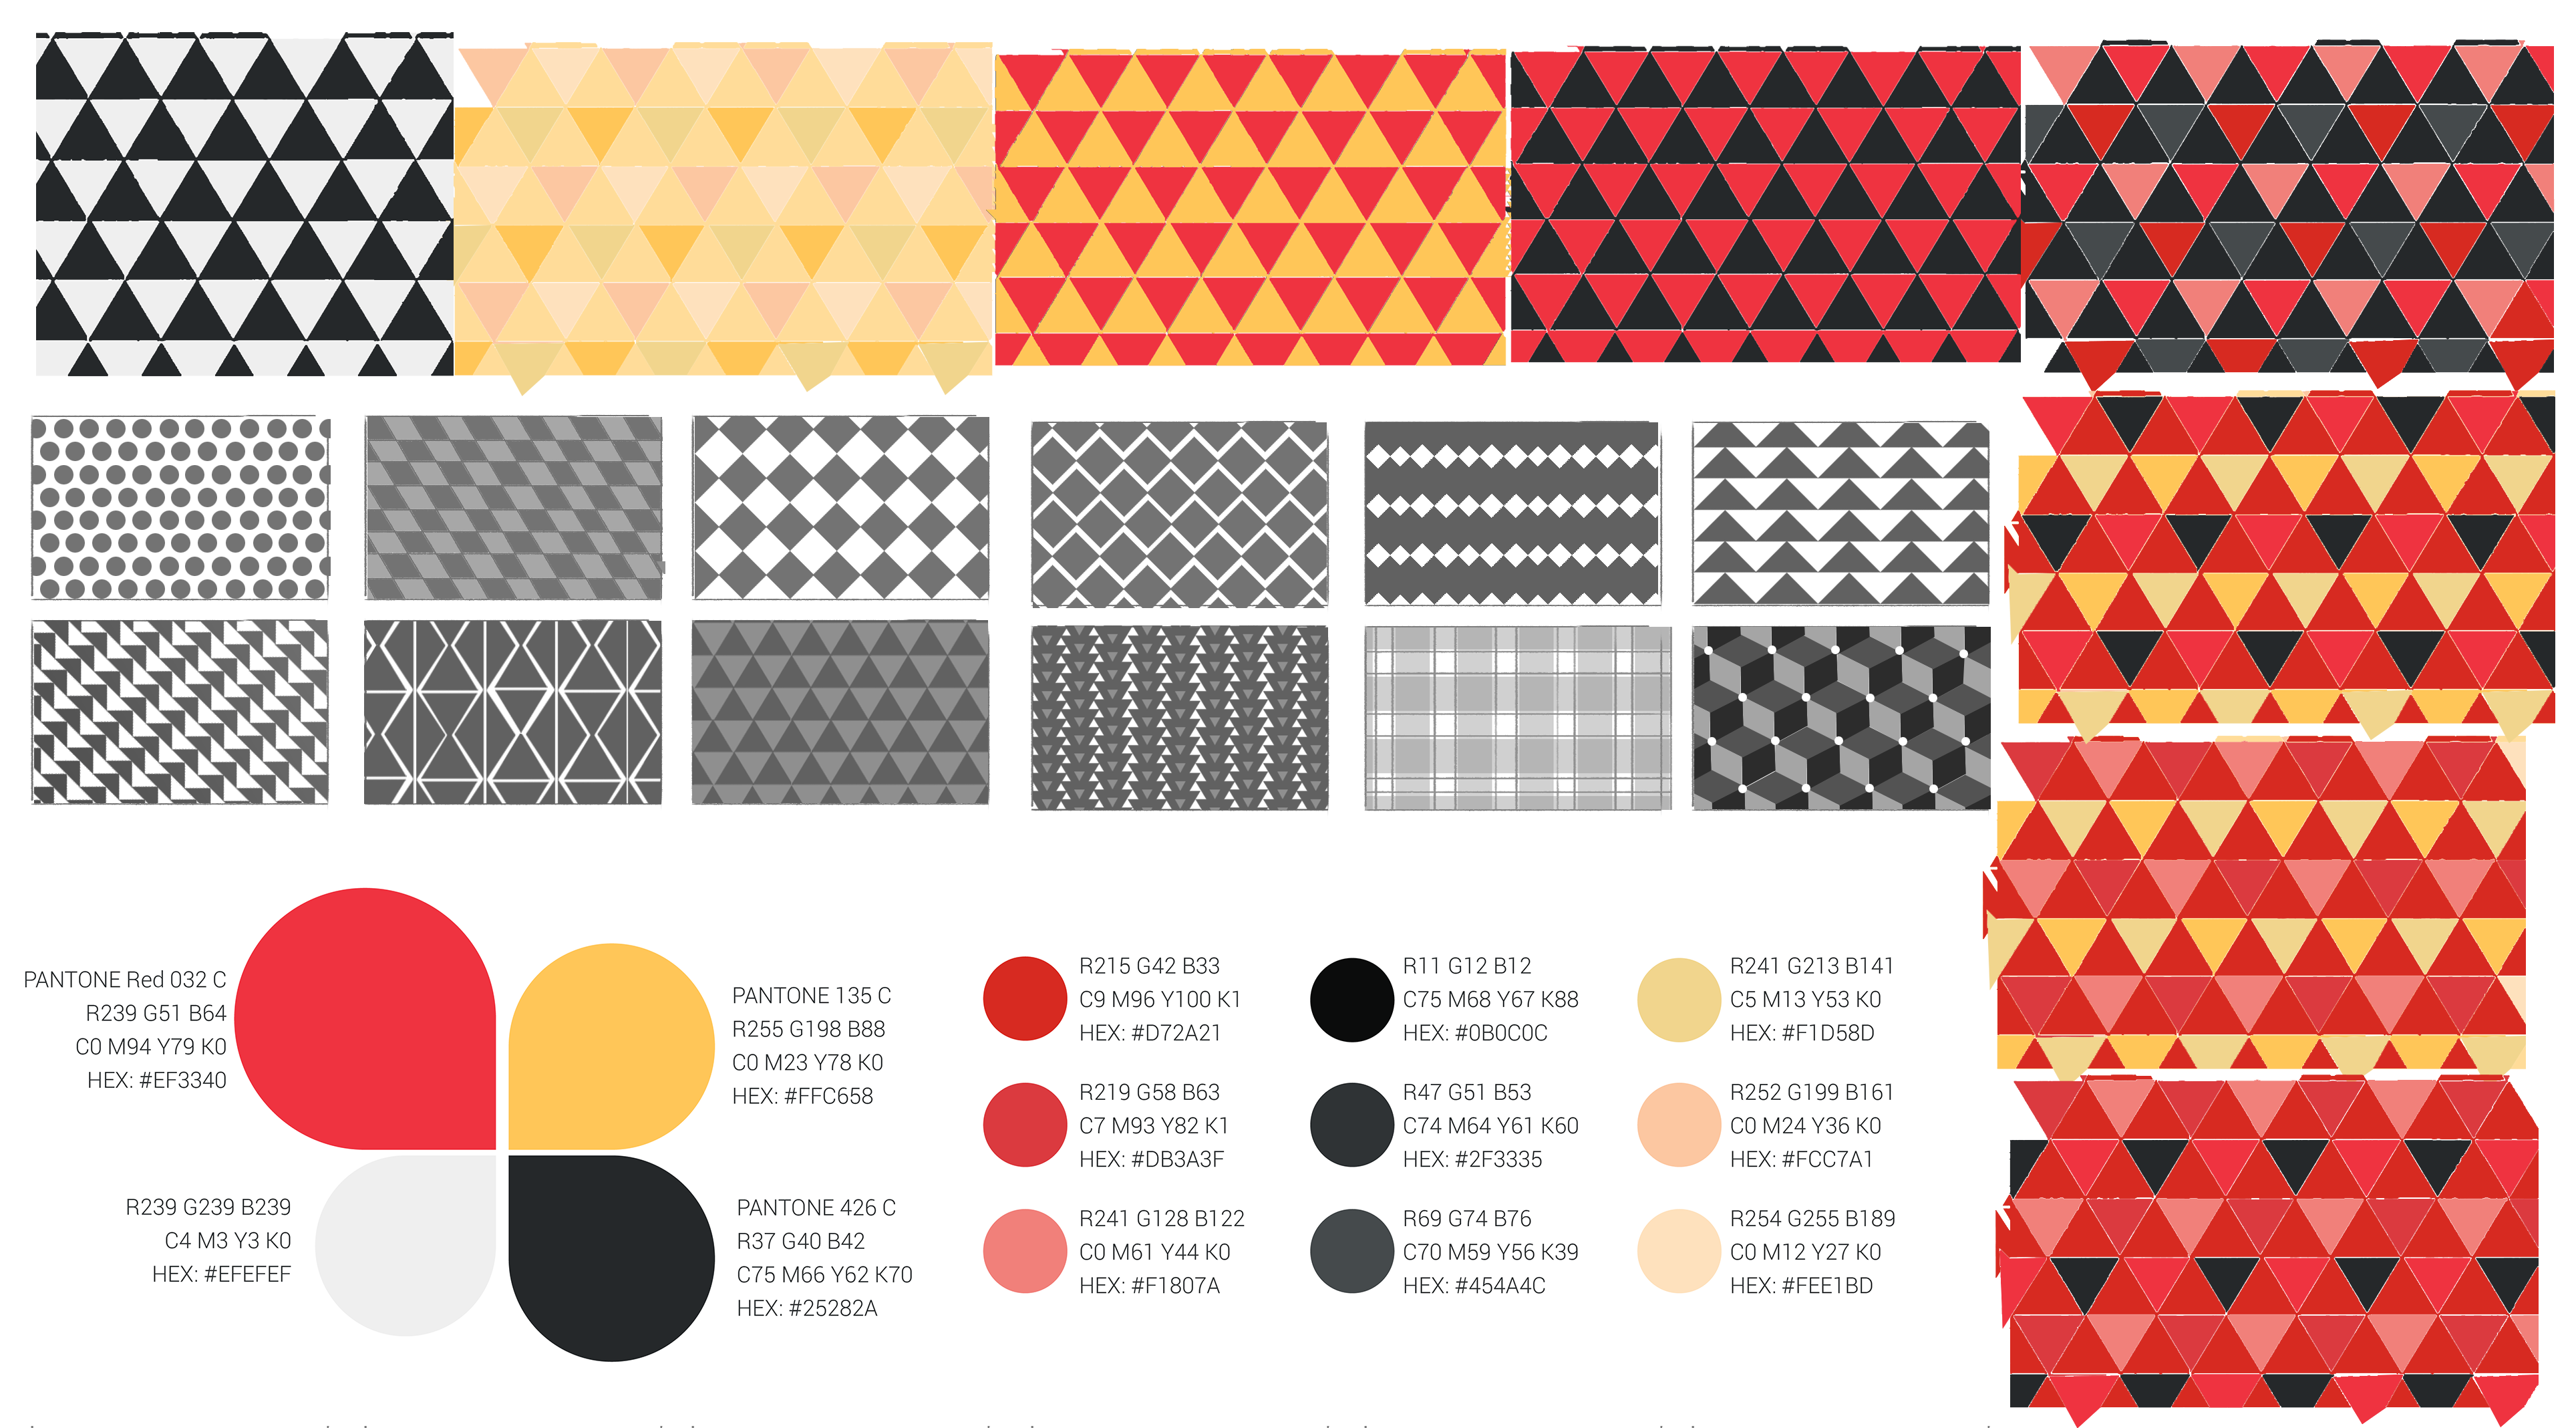 PANTONE Red 032 C
R239 G51 B64
C0 M94 Y79 K0
HEX: #EF3340
PANTONE 135 C
R255 G198 B88
C0 M23 Y78 K0
HEX: #FFC658
R239 G239 B239
C4 M3 Y3 K0
HEX: #EFEFEF
PANTONE 426 C
R37 G40 B42
C75 M66 Y62 K70
HEX: #25282A
R215 G42 B33
C9 M96 Y100 K1
HEX: #D72A21
R11 G12 B12
C75 M68 Y67 K88
HEX: #0B0C0C
R241 G213 B141
C5 M13 Y53 K0
HEX: #F1D58D
R219 G58 B63
C7 M93 Y82 K1
HEX: #DB3A3F
R47 G51 B53
C74 M64 Y61 K60
HEX: #2F3335
R252 G199 B161
C0 M24 Y36 K0
HEX: #FCC7A1
R241 G128 B122
C0 M61 Y44 K0
HEX: #F1807A
R69 G74 B76
C70 M59 Y56 K39
HEX: #454A4C
R254 G255 B189
C0 M12 Y27 K0
HEX: #FEE1BD